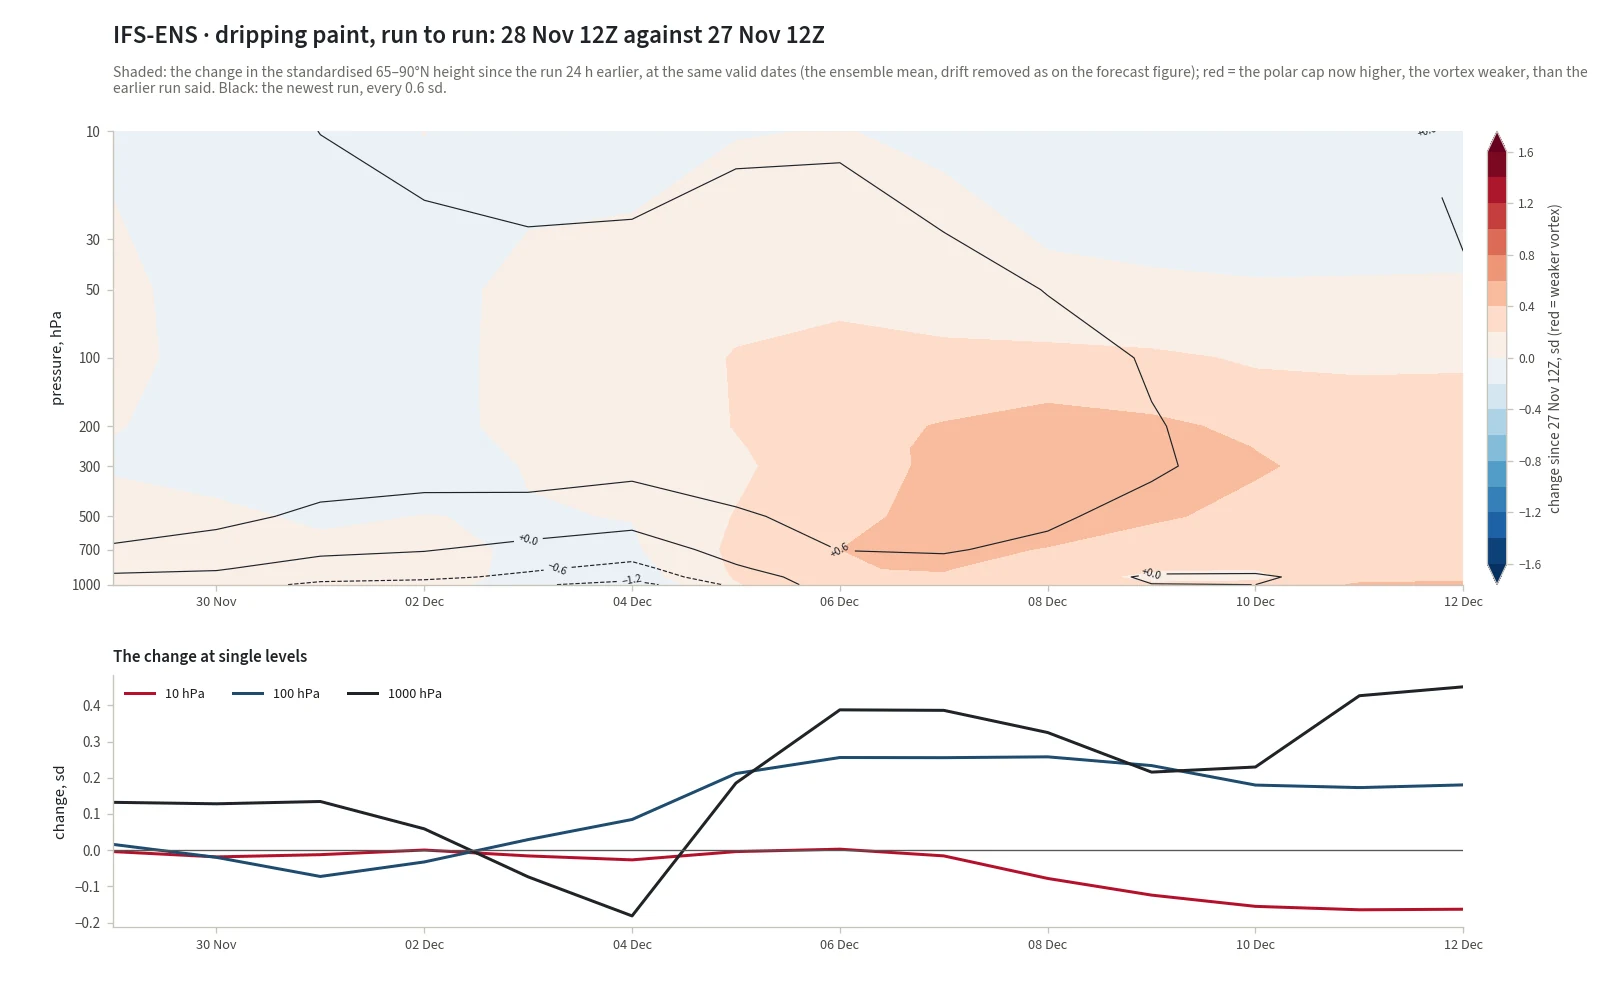 IFS-ENS · dripping paint, run to run: 28 Nov 12Z against 27 Nov 12Z
Shaded: the change in the standardised 65–90°N height since the run 24 h earlier, at the same valid dates (the ensemble mean, drift removed as on the forecast figure); red = the polar cap now higher, the vortex weaker, than the
earlier run said. Black: the newest run, every 0.6 sd.
pressure, hPa
10
30
50
100
200
300
500
700
1000
+0.0
−0.6
−1.2
+0.6
+0.0
30 Nov
02 Dec
04 Dec
06 Dec
08 Dec
10 Dec
12 Dec
1.6
1.2
0.8
0.4
0.0
−0.4
−0.8
−1.2
−1.6
change since 27 Nov 12Z, sd (red = weaker vortex)
The change at single levels
10 hPa
100 hPa
1000 hPa
change, sd
0.4
0.3
0.2
0.1
0.0
−0.1
−0.2
30 Nov
02 Dec
04 Dec
06 Dec
08 Dec
10 Dec
12 Dec